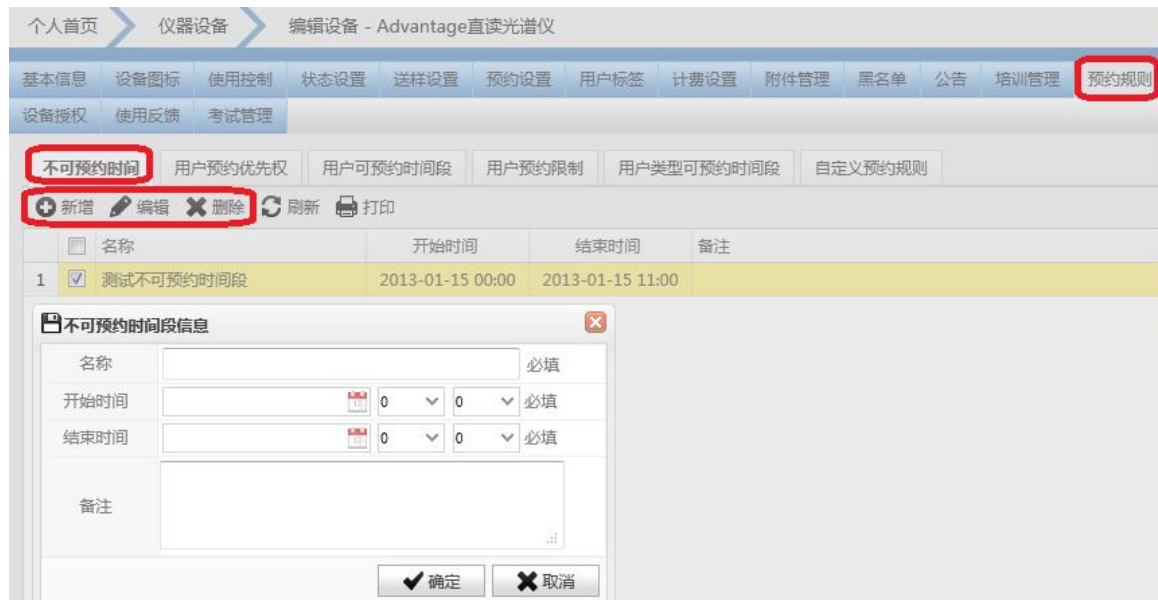 个人首页 仪器设备 编辑设备 - Advantage直读光谱仪
基本信息 设备图标 使用控制 状态设置 送样设置 预约设置 用户标签 计费设置 附件管理 黑名单 公告 培训管理 预约规则
设备授权 使用反馈 考试管理
不可预约时间 用户预约优先权 用户可预约时间段 用户预约限制 用户类型可预约时间段 自定义预约规则
新增 编辑 删除 刷新 打印
名称 开始时间 结束时间 备注
1 测试不可预约时间段 2013-01-15 00:00 2013-01-15 11:00
不可预约时间段信息
名称 必填
开始时间 0 0 必填
结束时间 0 0 必填
备注
确定 取消